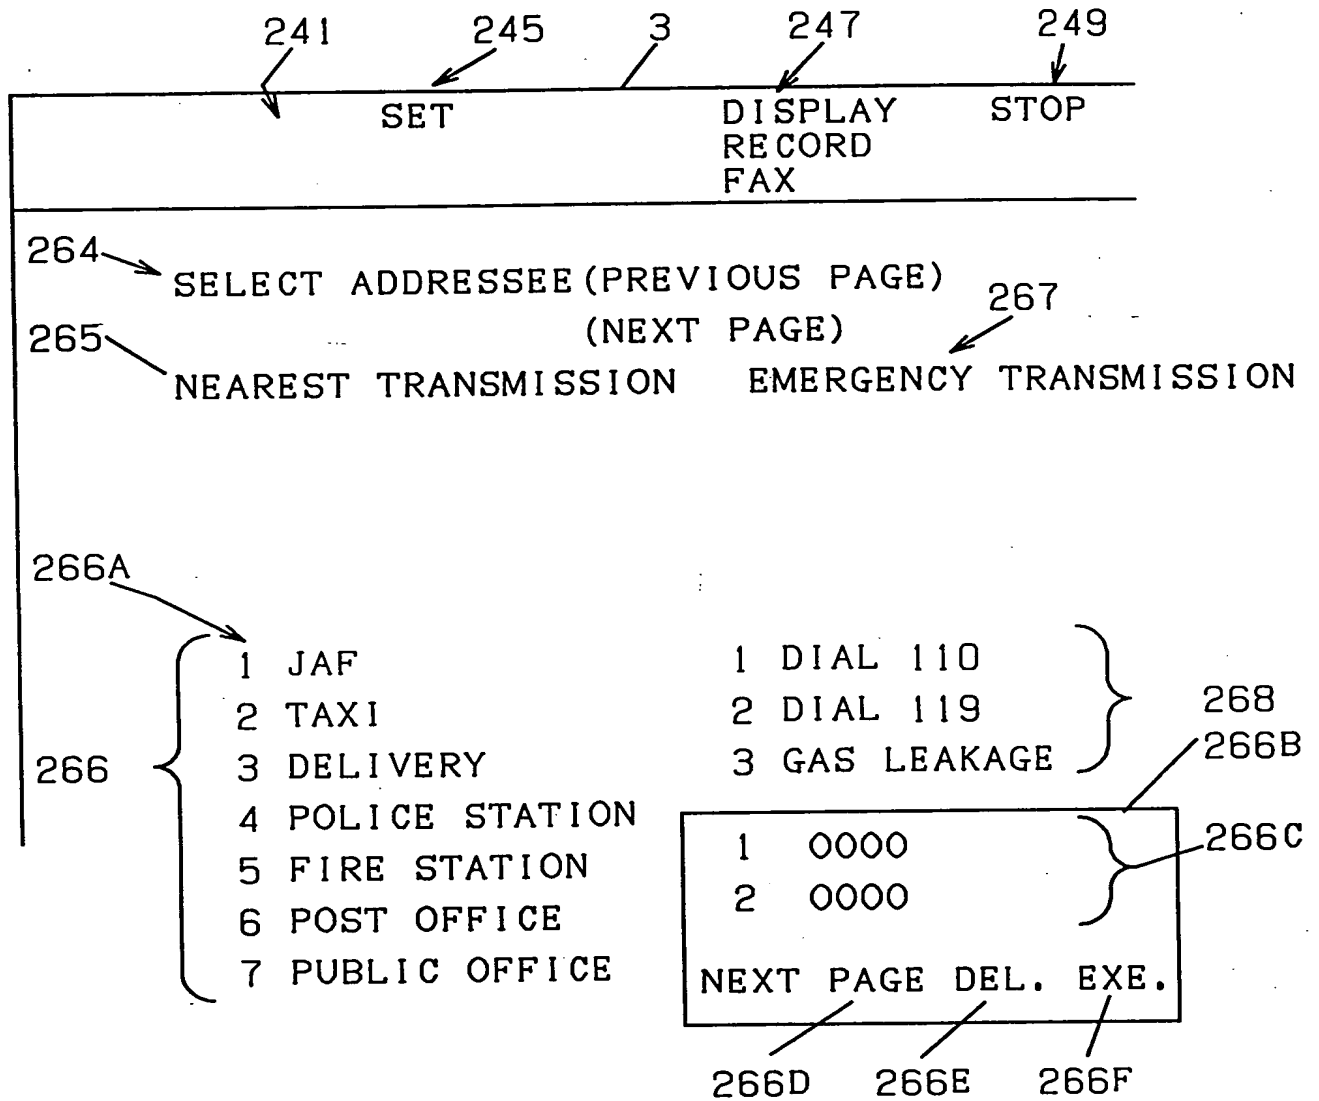 241 245 3 247 249
SET DISPLAY STOP
RECORD
FAX
264
SELECT ADDRESSEE (PREVIOUS PAGE)
267
265 (NEXT PAGE)
NEAREST TRANSMISSION EMERGENCY TRANSMISSION
266A
1 JAF 1 DIAL 110
2 TAXI 2 DIAL 119 268
266 3 DELIVERY 3 GAS LEAKAGE 266B
4 POLICE STATION
1 0000 266C
5 FIRE STATION
2 0000
6 POST OFFICE
7 PUBLIC OFFICE NEXT PAGE DEL. EXE.
266D 266E 266F